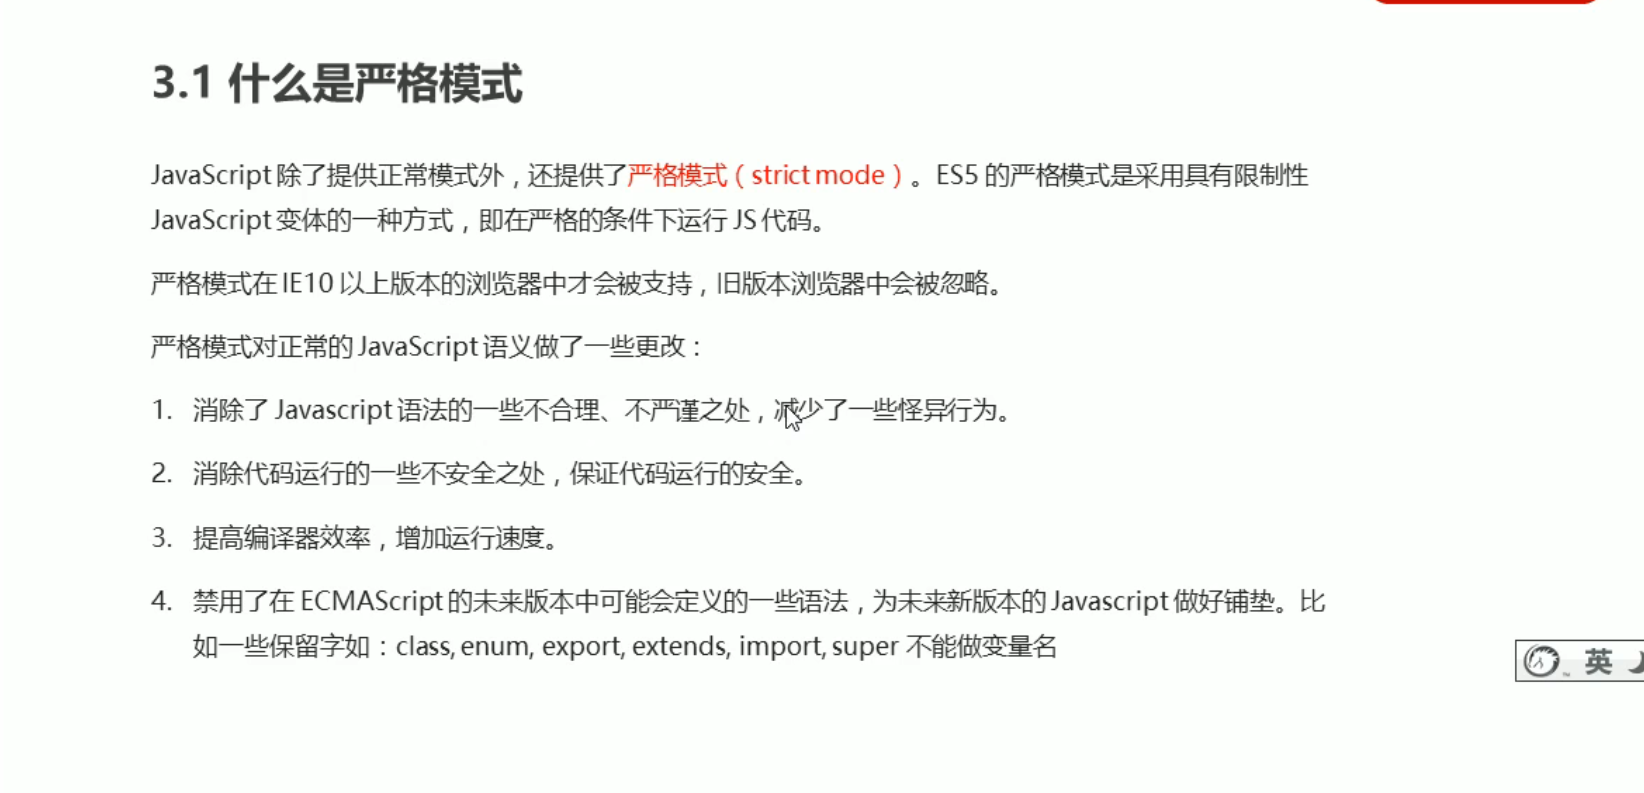 3.1 什么是严格模式
JavaScript 除了提供正常模式外，还提供了严格模式（strict mode）。ES5 的严格模式是采用具有限制性
JavaScript 变体的一种方式，即在严格的条件下运行 JS 代码。
严格模式在 IE10 以上版本的浏览器中才会被支持，旧版本浏览器中会被忽略。
严格模式对正常的 JavaScript 语义做了一些更改：
1. 消除了 Javascript 语法的一些不合理、不严谨之处，减少了一些怪异行为。
2. 消除代码运行的一些不安全之处，保证代码运行的安全。
3. 提高编译器效率，增加运行速度。
4. 禁用了在 ECMAScript 的未来版本中可能会定义的一些语法，为未来新版本的 Javascript 做好铺垫。比
如一些保留字如：class, enum, export, extends, import, super 不能做变量名
英